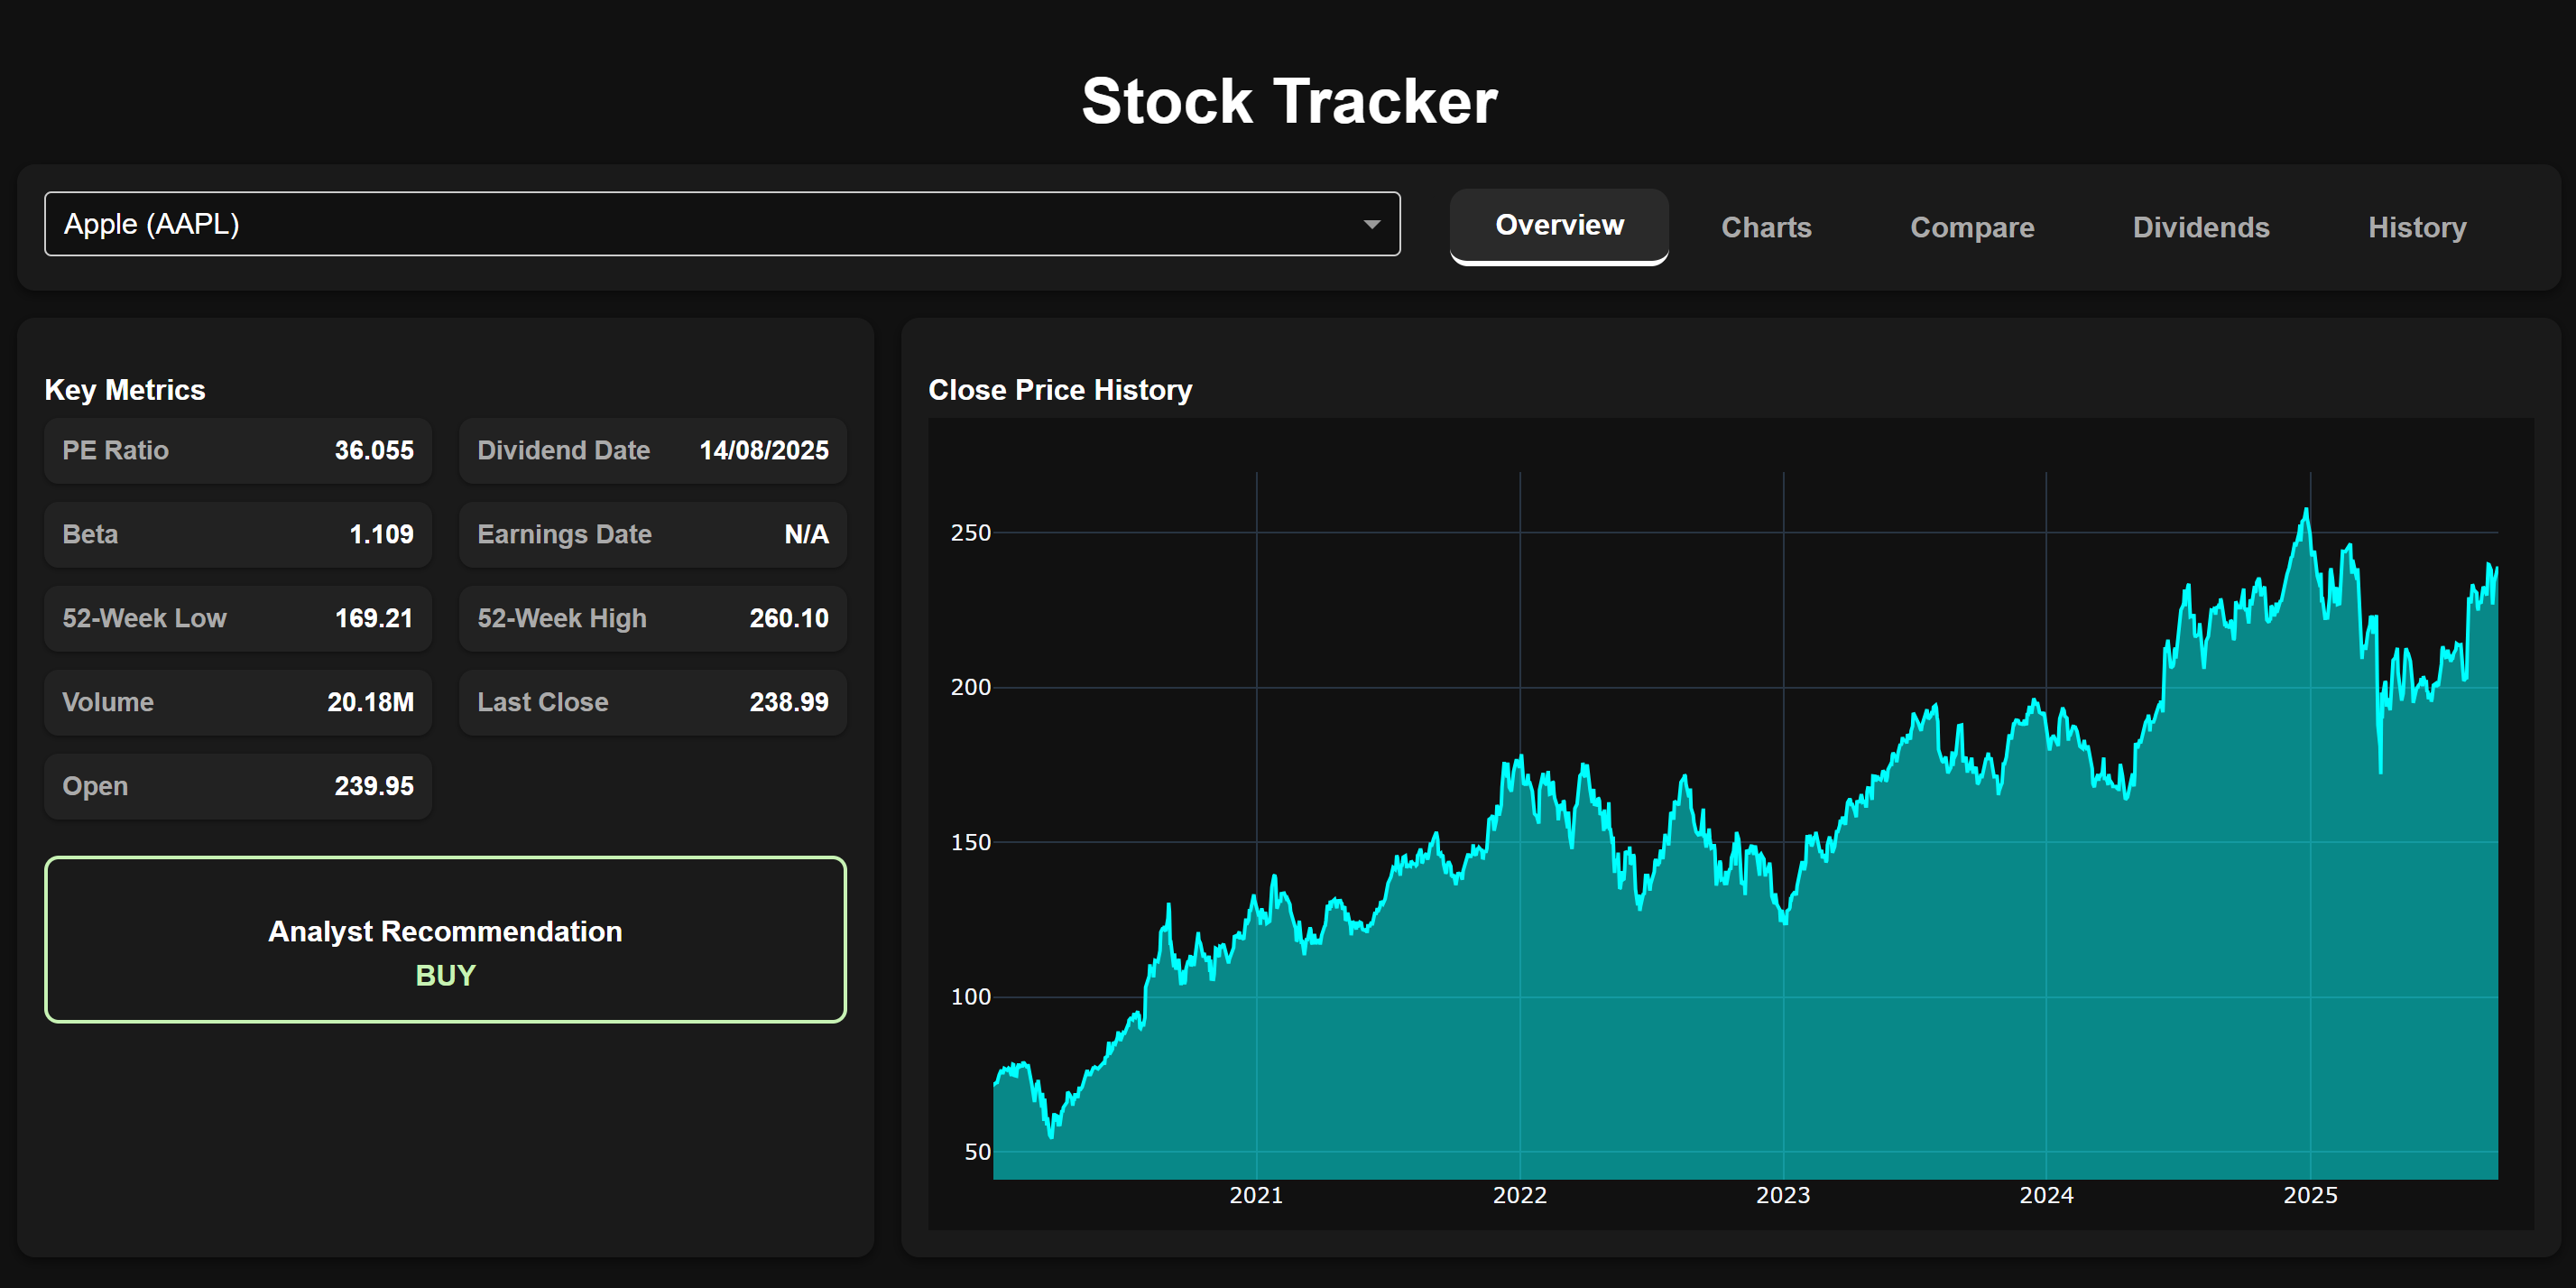 Stock Tracker
Apple (AAPL)
Overview
Charts
Compare
Dividends
History
Key Metrics
PE Ratio 36.055
Dividend Date 14/08/2025
Beta 1.109
Earnings Date N/A
52-Week Low 169.21
52-Week High 260.10
Volume 20.18M
Last Close 238.99
Open 239.95
Analyst Recommendation
BUY
Close Price History
250
200
150
100
50
2021
2022
2023
2024
2025